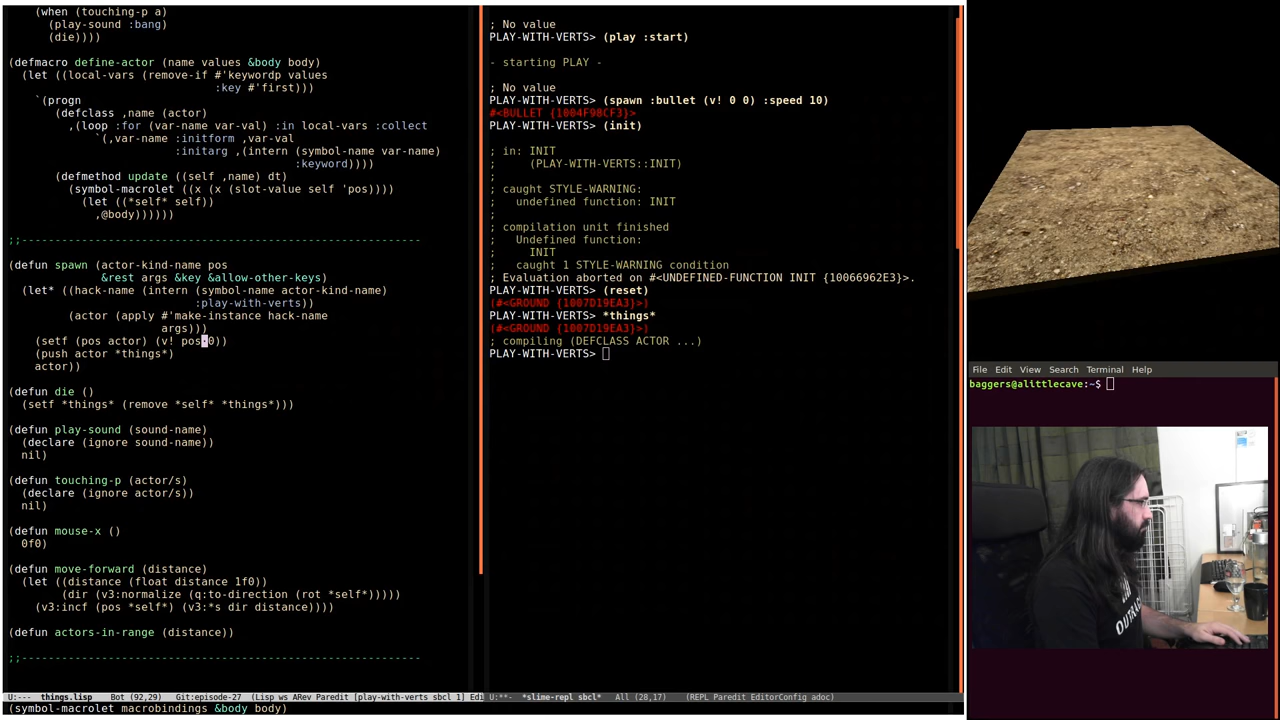 (when (touching-p a)
(play-sound :bang)
(die))))
(defmacro define-actor (name values &body body)
(let ((local-vars (remove-if #'keywordp values
:key #'first)))
`(progn
(defclass ,name (actor)
,(loop :for (var-name var-val) :in local-vars :collect
`(,var-name :initform ,var-val
:initarg ,(intern (symbol-name var-name)
:keyword))))
(defmethod update ((self ,name) dt)
(symbol-macrolet ((x (x (slot-value self 'pos))))
(let ((*self* self))
,@body))))))
;;------------------------------------------------------------
(defun spawn (actor-kind-name pos
&rest args &key &allow-other-keys)
(let* ((hack-name (intern (symbol-name actor-kind-name)
:play-with-verts))
(actor (apply #'make-instance hack-name
args)))
(setf (pos actor) (v! pos 0))
(push actor *things*)
actor))
(defun die ()
(setf *things* (remove *self* *things*)))
(defun play-sound (sound-name)
(declare (ignore sound-name))
nil)
(defun touching-p (actor/s)
(declare (ignore actor/s))
nil)
(defun mouse-x ()
0f0)
(defun move-forward (distance)
(let ((distance (float distance 1f0))
(dir (v3:normalize (q:to-direction (rot *self*)))))
(v3:incf (pos *self*) (v3:*s dir distance))))
(defun actors-in-range (distance))
;;------------------------------------------------------------
U:--- things.lisp Bot (92,29) Git:episode-27 (Lisp ws ARev Paredit [play-with-verts sbcl 1] Edi
(symbol-macrolet macrobindings &body body)
; No value
PLAY-WITH-VERTS> (play :start)
- starting PLAY -
; No value
PLAY-WITH-VERTS> (spawn :bullet (v! 0 0) :speed 10)
#<BULLET {1004F98CF3}>
PLAY-WITH-VERTS> (init)
; in: INIT
; (PLAY-WITH-VERTS::INIT)
;
; caught STYLE-WARNING:
; undefined function: INIT
;
; compilation unit finished
; Undefined function:
; INIT
; caught 1 STYLE-WARNING condition
; Evaluation aborted on #<UNDEFINED-FUNCTION INIT {10066962E3}>.
PLAY-WITH-VERTS> (reset)
(#<GROUND {1007D19EA3}>)
PLAY-WITH-VERTS> *things*
(#<GROUND {1007D19EA3}>)
; compiling (DEFCLASS ACTOR ...)
PLAY-WITH-VERTS>
U:**- *slime-repl sbcl* All (28,17) (REPL Paredit EditorConfig adoc)
File Edit View Search Terminal Help
baggers@alittlecave:~$